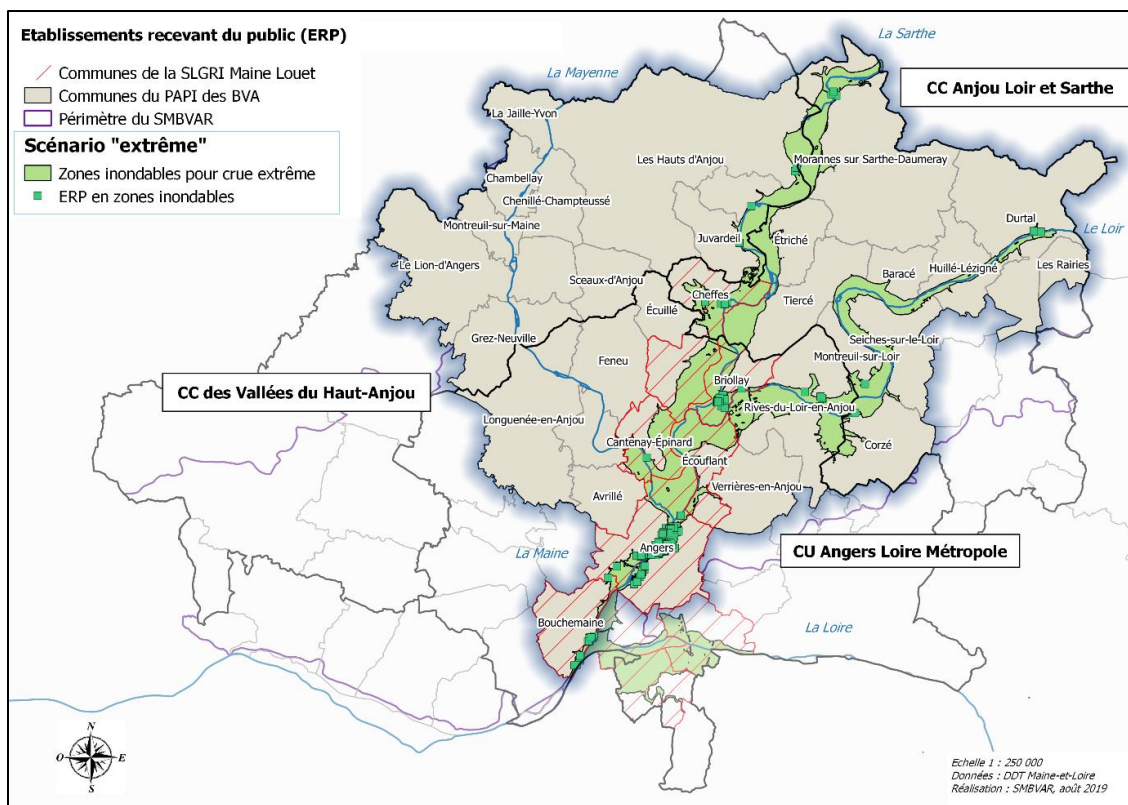 Etablissements recevant du public (ERP)
Communes de la SLGRI Maine Louet
Communes du PAPI des BVA
Périmètre du SMBVAR
Scénario "extrême"
Zones inondables pour crue extrême
ERP en zones inondables
La Sarthe
La Mayenne
CC Anjou Loir et Sarthe
La Jaille-Yvon
Les Hauts d'Anjou
Morannes sur Sarthe-Daumeray
Chambellay
Chenillé-Champteussé
Montreuil-sur-Maine
Juvardeil
Étriché
Durtal
Le Loir
Le Lion-d'Angers
Sceaux-d'Anjou
Cheffes
Tiercé
Baracé
Huillé-Lézigné
Les Rairies
Écuillé
Grez-Neuville
Feneu
Seiches-sur-le-Loir
Montreuil-sur-Loir
CC des Vallées du Haut-Anjou
Briollay
Rives-du-Loir-en-Anjou
Longuenée-en-Anjou
Cantenay-Épinard
Écouflant
Corzé
Avrillé
Verrières-en-Anjou
La Maine
Angers
CU Angers Loire Métropole
Bouchemaine
La Loire
N
O
E
S
Echelle 1 : 250 000
Données : DDT Maine-et-Loire
Réalisation : SMBVAR, août 2019